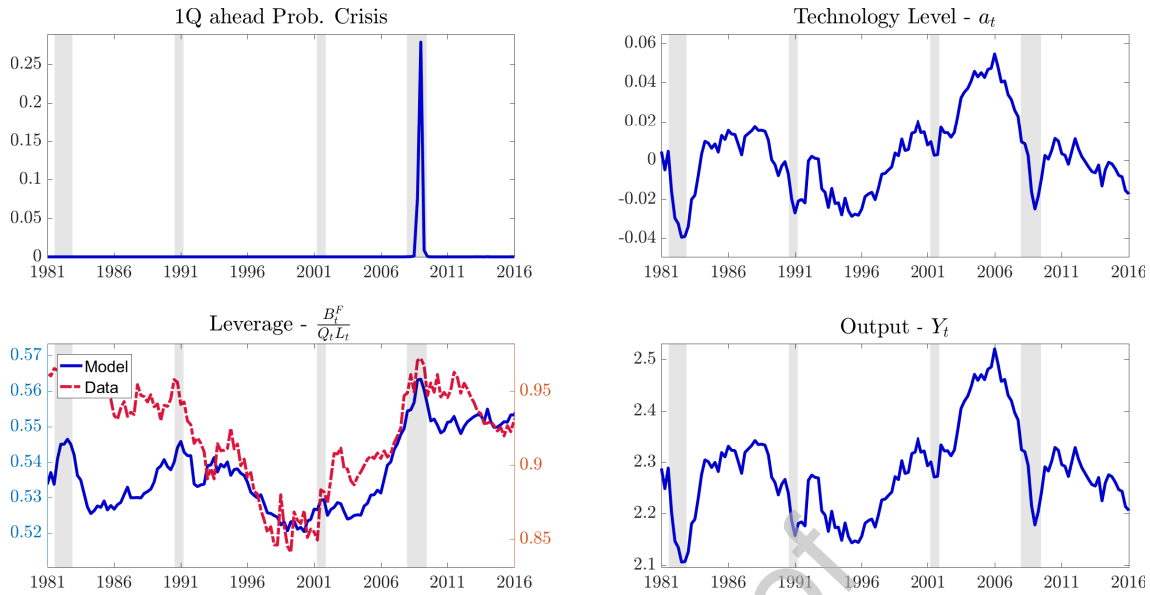 1Q ahead Prob. Crisis
0.25
0.2
0.15
0.1
0.05
0
1981 1986 1991 1996 2001 2006 2011 2016
Technology Level - a_t
0.06
0.04
0.02
0
-0.02
-0.04
1981 1986 1991 1996 2001 2006 2011 2016
Leverage - \frac{B_t^F}{Q_t L_t}
Model
Data
0.57
0.56
0.55
0.54
0.53
0.52
0.95
0.9
0.85
1981 1986 1991 1996 2001 2006 2011 2016
Output - Y_t
2.5
2.4
2.3
2.2
2.1
1981 1986 1991 1996 2001 2006 2011 2016
of